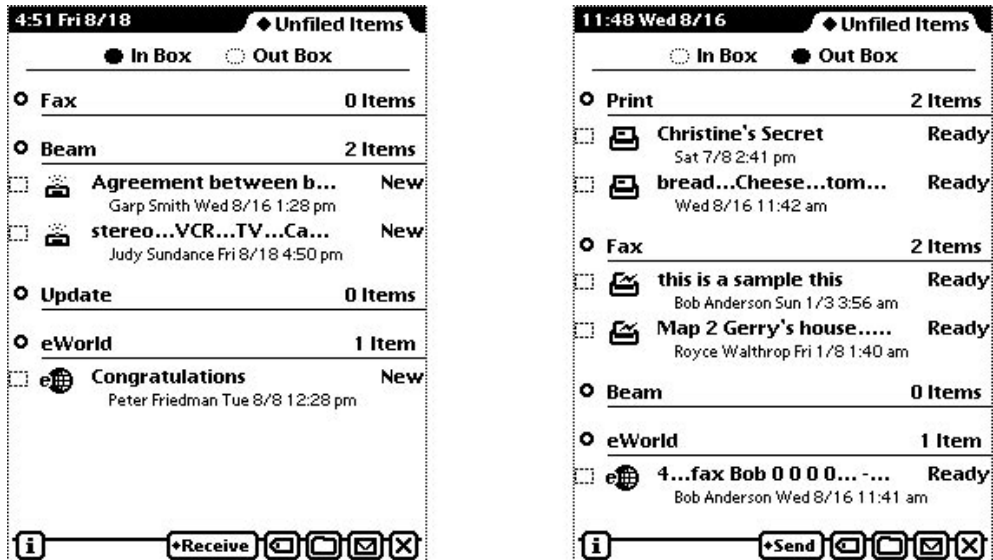 4:51 Fri 8/18
Unfiled Items
In Box Out Box
Fax 0 Items
Beam 2 Items
Agreement between b... New
Garp Smith Wed 8/16 1:28 pm
stereo...VCR...TV...Ca... New
Judy Sundance Fri 8/18 4:50 pm
Update 0 Items
eWorld 1 Item
Congratulations New
Peter Friedman Tue 8/8 12:28 pm
i Receive X
11:48 Wed 8/16
Unfiled Items
In Box Out Box
Print 2 Items
Christine's Secret Ready
Sat 7/8 2:41 pm
bread...Cheese...tom... Ready
Wed 8/16 11:42 am
Fax 2 Items
this is a sample this Ready
Bob Anderson Sun 1/3 3:56 am
Map 2 Gerry's house..... Ready
Royce Walthrop Fri 1/8 1:40 am
Beam 0 Items
eWorld 1 Item
4...fax Bob 0 0 0 0... -... Ready
Bob Anderson Wed 8/16 11:41 am
i Send X